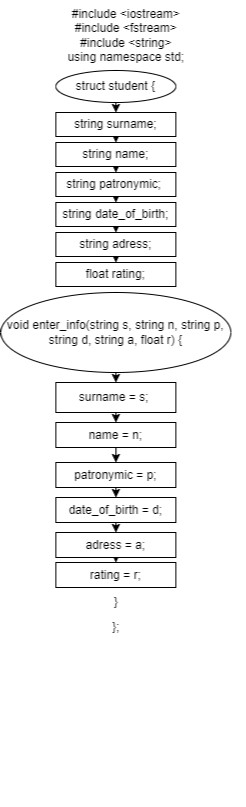 #include <iostream>
#include <fstream>
#include <string>
using namespace std;
struct student {
string surname;
string name;
string patronymic;
string date_of_birth;
string adress;
float rating;
void enter_info(string s, string n, string p,
string d, string a, float r) {
surname = s;
name = n;
patronymic = p;
date_of_birth = d;
adress = a;
rating = r;
}
};